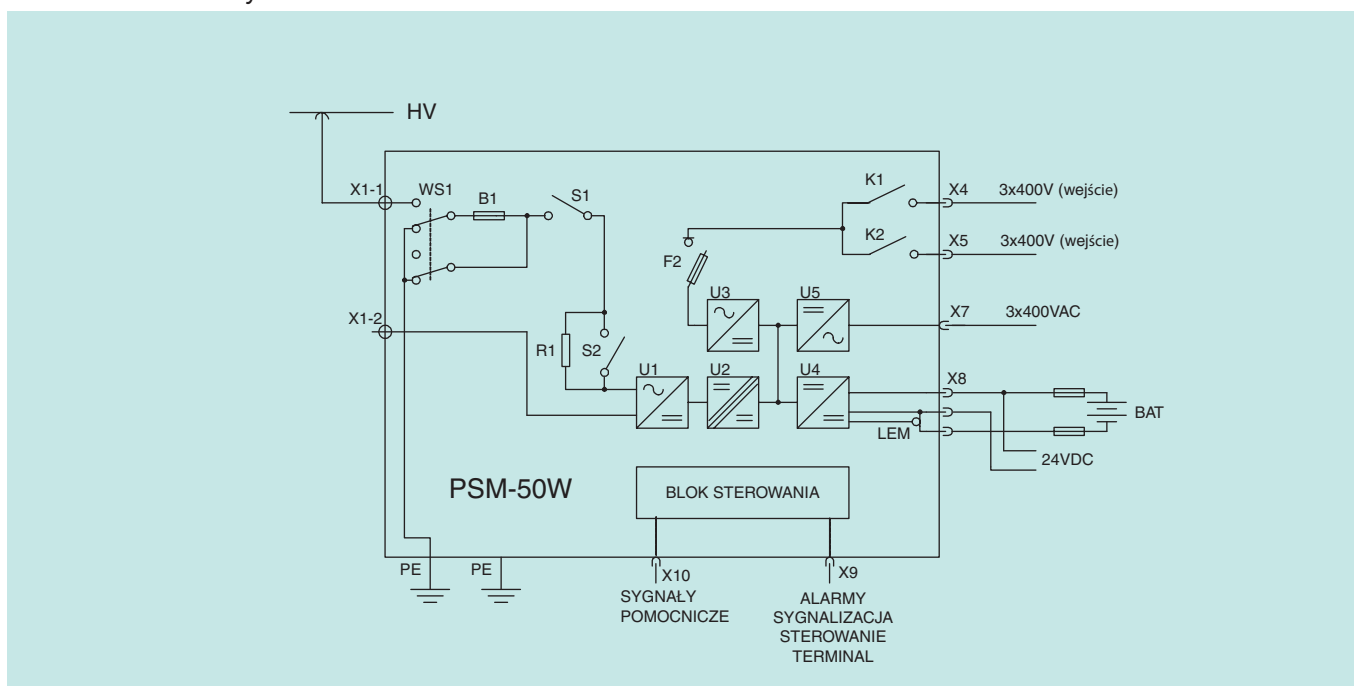 HV
X1-1
WS1
B1
S1
K1
X4
3x400V (wejście)
K2
X5
3x400V (wejście)
F2
U3
U5
X7
3x400VAC
X1-2
R1
S2
U1
U2
U4
X8
BAT
LEM
24VDC
PSM-50W
BLOK STEROWANIA
PE
PE
X10
X9
SYGNAŁY
POMOCNICZE
ALARMY
SYGNALIZACJA
STEROWANIE
TERMINAL